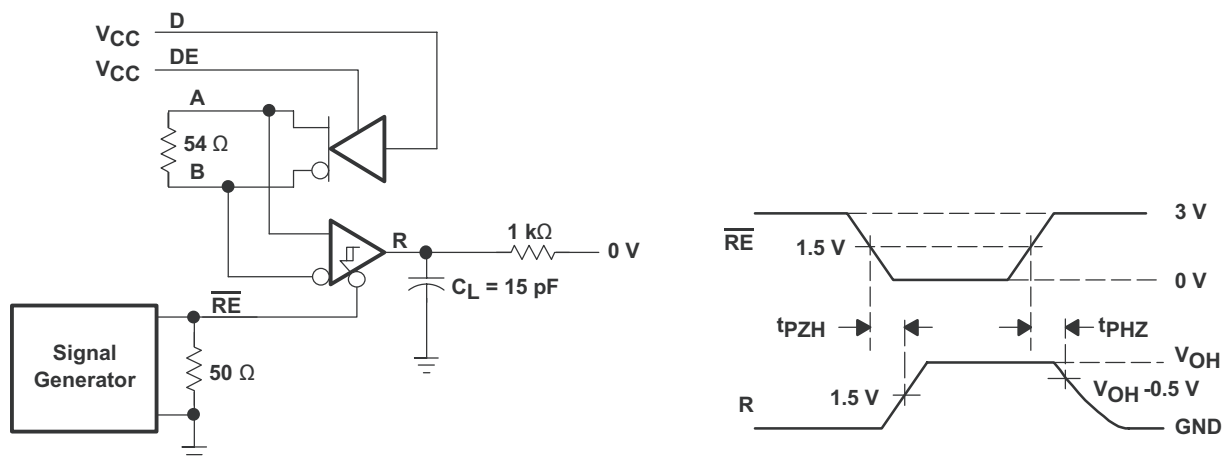 VCC D
VCC DE
A
54 Ω
B
R 1 kΩ 0 V
CL = 15 pF
RE
Signal
Generator
50 Ω
3 V
RE 1.5 V
0 V
tPZH tPHZ
VOH
VOH -0.5 V
R 1.5 V
GND